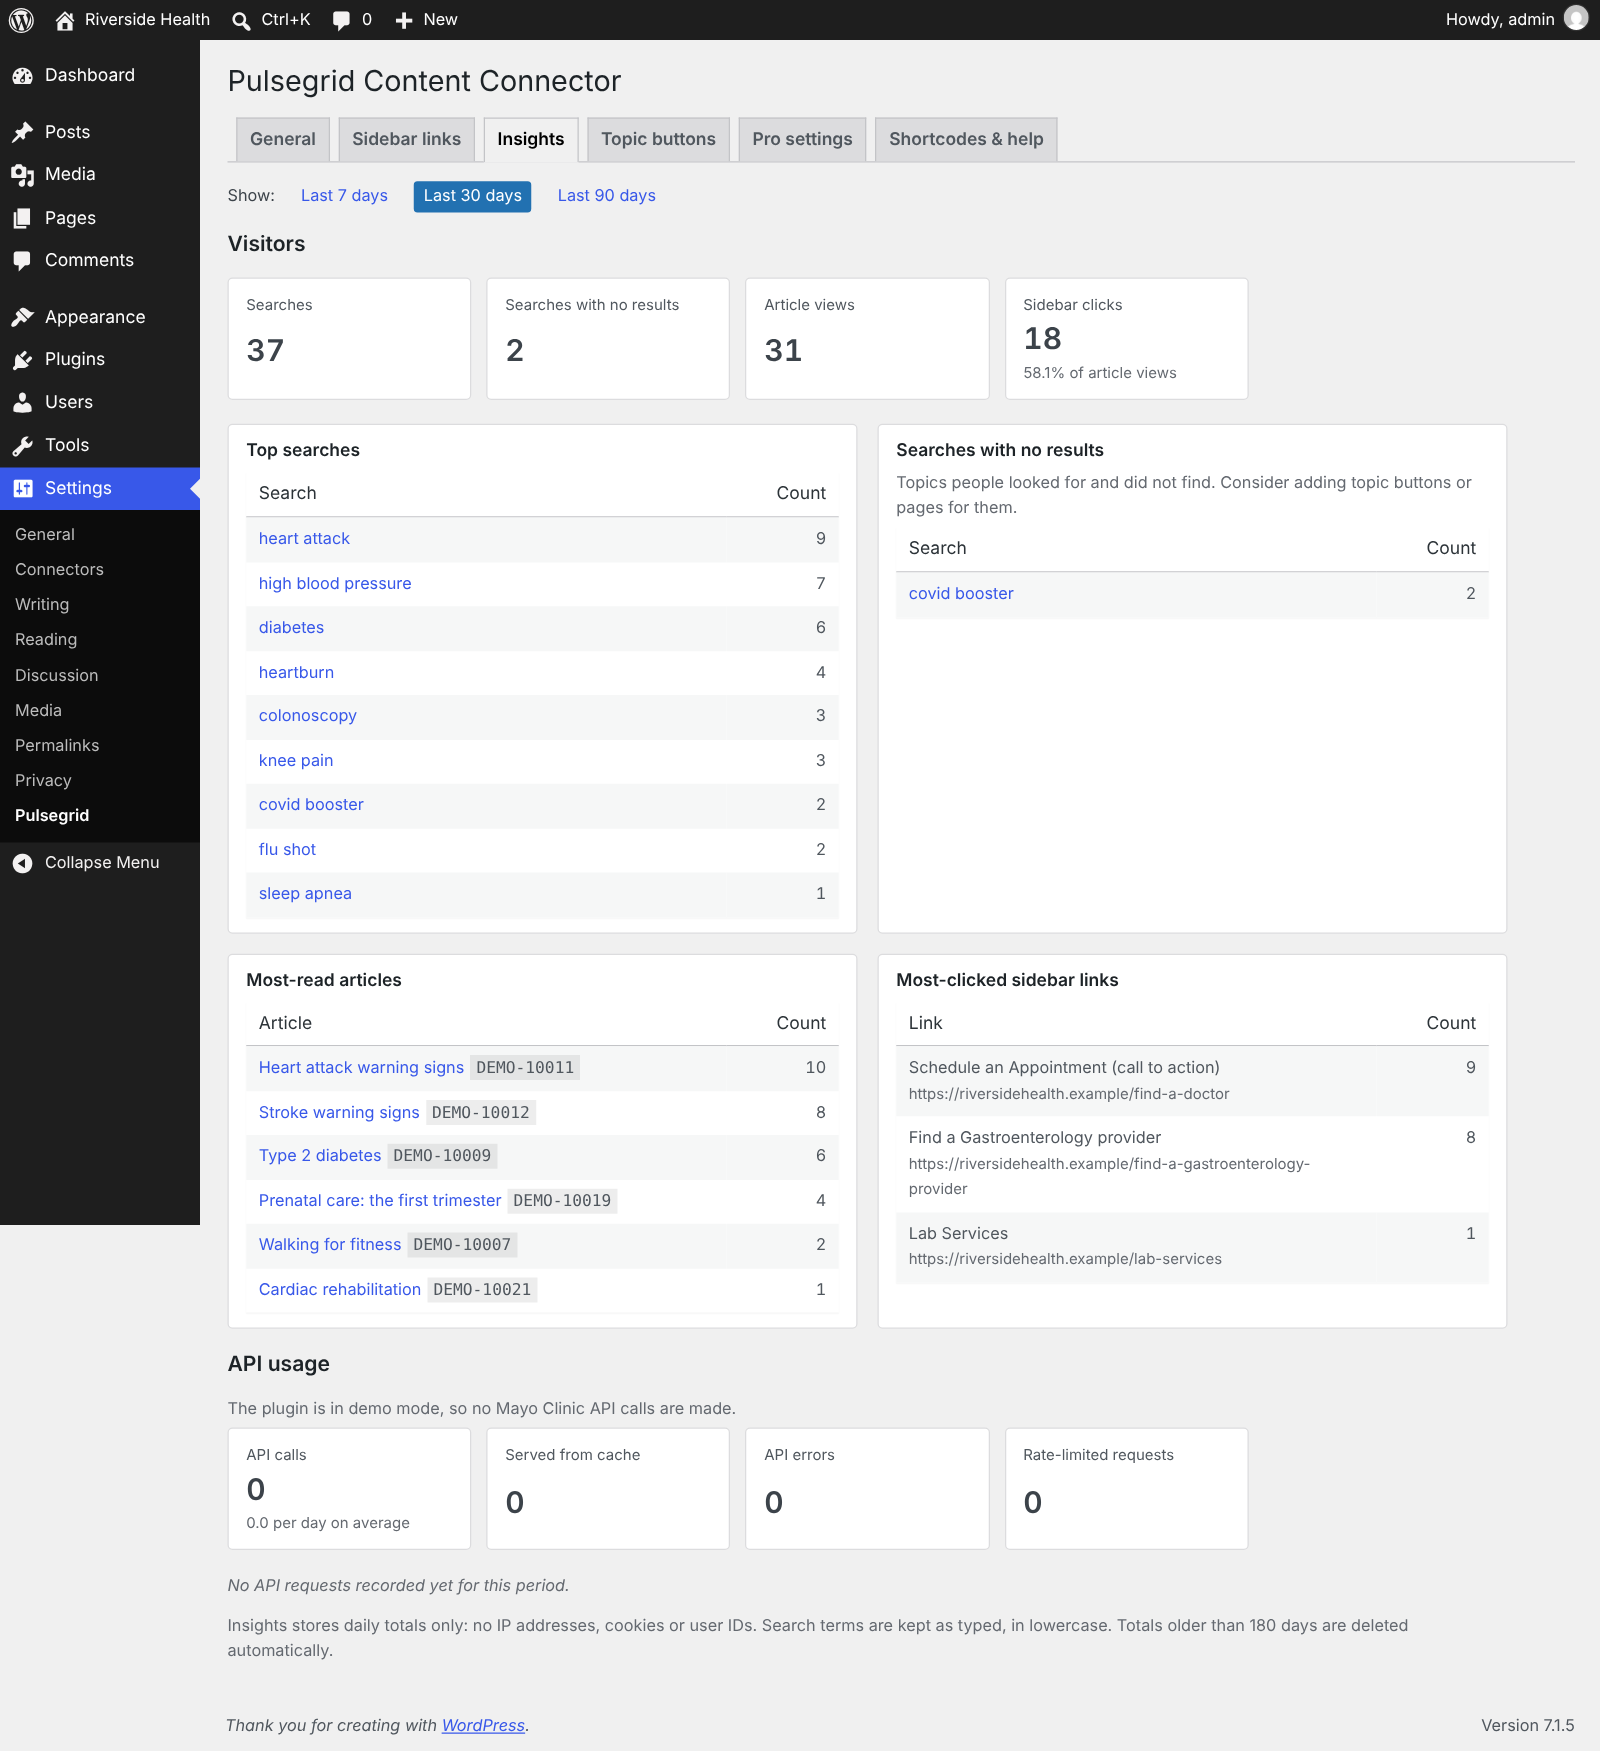 Riverside Health
Ctrl+K
0
New
Howdy, admin
Dashboard
Posts
Media
Pages
Comments
Appearance
Plugins
Users
Tools
Settings
General
Connectors
Writing
Reading
Discussion
Media
Permalinks
Privacy
Pulsegrid
Collapse Menu
Pulsegrid Content Connector
General
Sidebar links
Insights
Topic buttons
Pro settings
Shortcodes & help
Show:
Last 7 days
Last 30 days
Last 90 days
Visitors
Searches
37
Searches with no results
2
Article views
31
Sidebar clicks
18
58.1% of article views
Top searches
Search Count
heart attack 9
high blood pressure 7
diabetes 6
heartburn 4
colonoscopy 3
knee pain 3
covid booster 2
flu shot 2
sleep apnea 1
Searches with no results
Topics people looked for and did not find. Consider adding topic buttons or
pages for them.
Search Count
covid booster 2
Most-read articles
Article Count
Heart attack warning signs DEMO-10011 10
Stroke warning signs DEMO-10012 8
Type 2 diabetes DEMO-10009 6
Prenatal care: the first trimester DEMO-10019 4
Walking for fitness DEMO-10007 2
Cardiac rehabilitation DEMO-10021 1
Most-clicked sidebar links
Link Count
Schedule an Appointment (call to action) 9
https://riversidehealth.example/find-a-doctor
Find a Gastroenterology provider 8
https://riversidehealth.example/find-a-gastroenterology-
provider
Lab Services 1
https://riversidehealth.example/lab-services
API usage
The plugin is in demo mode, so no Mayo Clinic API calls are made.
API calls
0
0.0 per day on average
Served from cache
0
API errors
0
Rate-limited requests
0
No API requests recorded yet for this period.
Insights stores daily totals only: no IP addresses, cookies or user IDs. Search terms are kept as typed, in lowercase. Totals older than 180 days are deleted
automatically.
Thank you for creating with WordPress.
Version 7.1.5